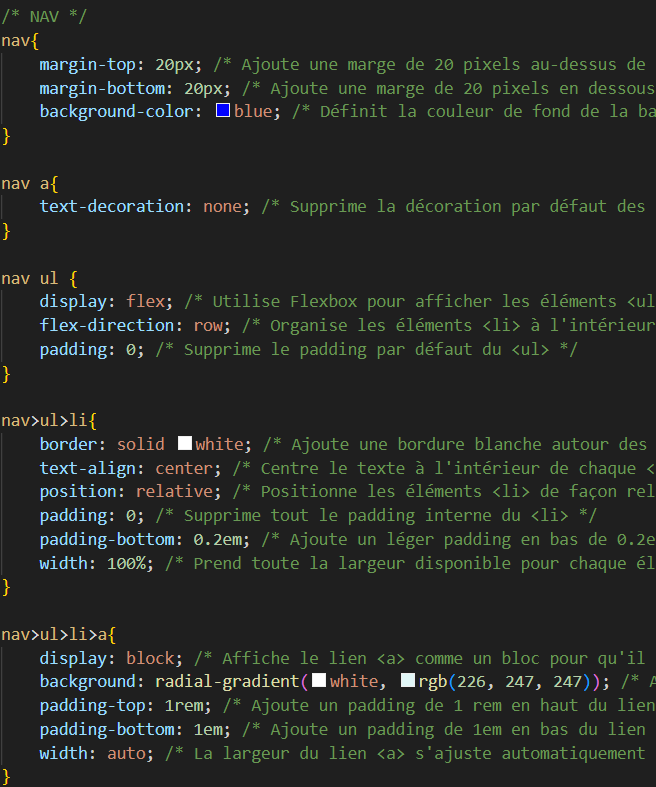 /* NAV */
nav{
margin-top: 20px; /* Ajoute une marge de 20 pixels au-dessus de
margin-bottom: 20px; /* Ajoute une marge de 20 pixels en dessous
background-color: blue; /* Définit la couleur de fond de la ba
}
nav a{
text-decoration: none; /* Supprime la décoration par défaut des
}
nav ul {
display: flex; /* Utilise Flexbox pour afficher les éléments <ul
flex-direction: row; /* Organise les éléments <li> à l'intérieur
padding: 0; /* Supprime le padding par défaut du <ul> */
}
nav>ul>li{
border: solid white; /* Ajoute une bordure blanche autour des
text-align: center; /* Centre le texte à l'intérieur de chaque <
position: relative; /* Positionne les éléments <li> de façon rel
padding: 0; /* Supprime tout le padding interne du <li> */
padding-bottom: 0.2em; /* Ajoute un léger padding en bas de 0.2e
width: 100%; /* Prend toute la largeur disponible pour chaque él
}
nav>ul>li>a{
display: block; /* Affiche le lien <a> comme un bloc pour qu'il
background: radial-gradient(white, rgb(226, 247, 247)); /* A
padding-top: 1rem; /* Ajoute un padding de 1 rem en haut du lien
padding-bottom: 1em; /* Ajoute un padding de 1em en bas du lien
width: auto; /* La largeur du lien <a> s'ajuste automatiquement
}